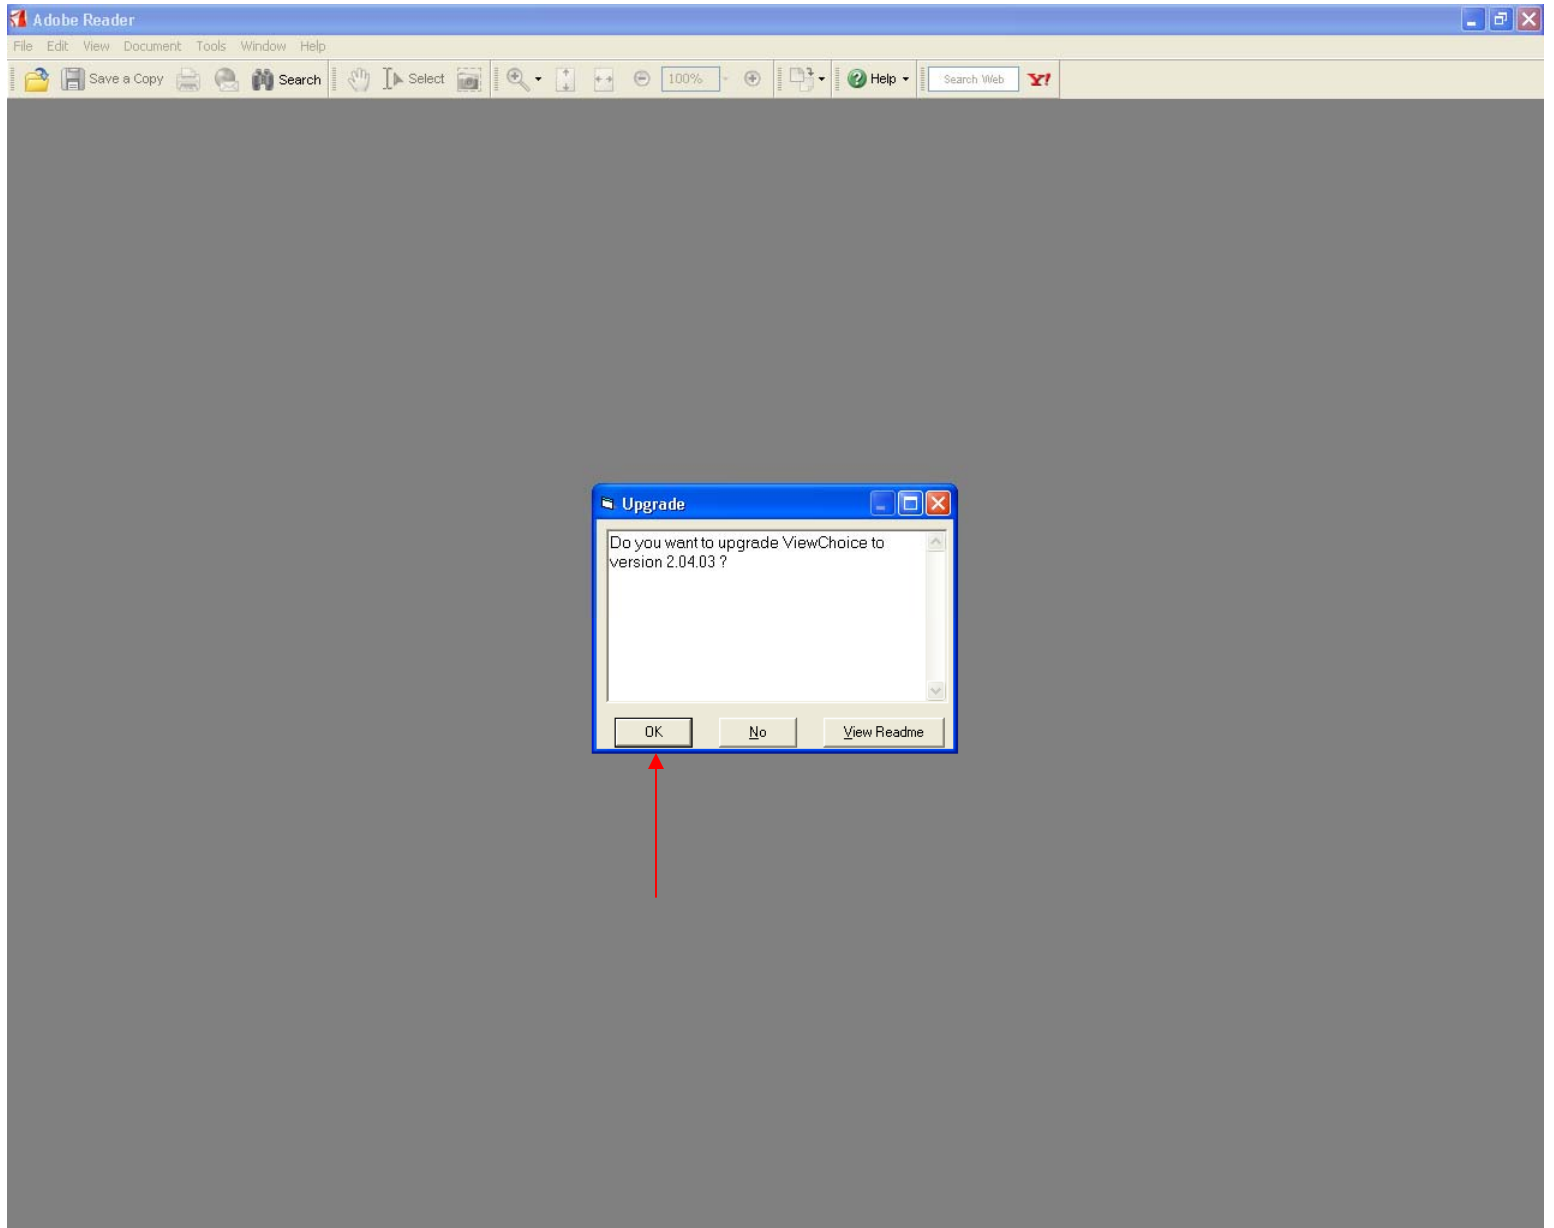 Adobe Reader
File Edit View Document Tools Window Help
Save a Copy Search Select 100% Help Search Web Y!
Upgrade
Do you want to upgrade ViewChoice to
version 2.04.03 ?
OK No View Readme